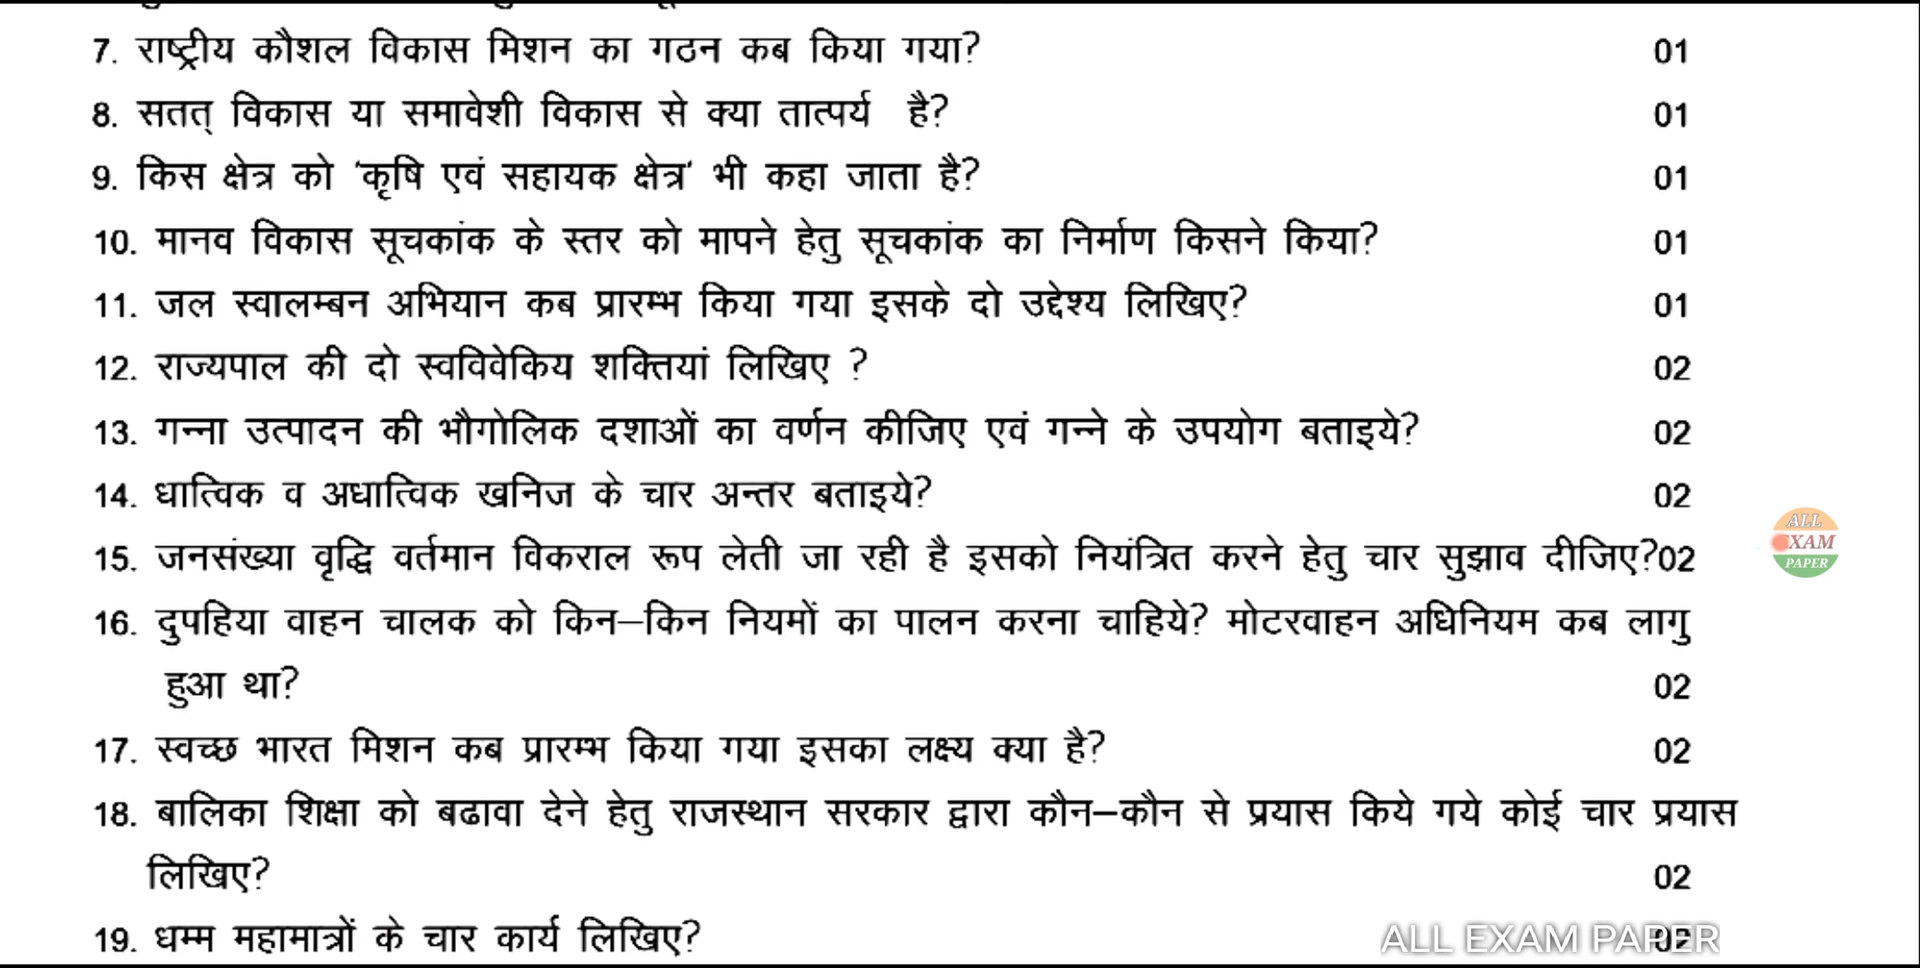 7. राष्ट्रीय कौशल विकास मिशन का गठन कब किया गया? 01
8. सतत् विकास या समावेशी विकास से क्या तात्पर्य है? 01
9. किस क्षेत्र को ‘कृषि एवं सहायक क्षेत्र’ भी कहा जाता है? 01
10. मानव विकास सूचकांक के स्तर को मापने हेतु सूचकांक का निर्माण किसने किया? 01
11. जल स्वालम्बन अभियान कब प्रारम्भ किया गया इसके दो उद्देश्य लिखिए? 01
12. राज्यपाल की दो स्वविवेकिय शक्तियां लिखिए ? 02
13. गन्ना उत्पादन की भौगोलिक दशाओं का वर्णन कीजिए एवं गन्ने के उपयोग बताइये? 02
14. धात्विक व अधात्विक खनिज के चार अन्तर बताइये? 02
15. जनसंख्या वृद्धि वर्तमान विकराल रूप लेती जा रही है इसको नियंत्रित करने हेतु चार सुझाव दीजिए?02
16. दुपहिया वाहन चालक को किन–किन नियमों का पालन करना चाहिये? मोटरवाहन अधिनियम कब लागु
हुआ था? 02
17. स्वच्छ भारत मिशन कब प्रारम्भ किया गया इसका लक्ष्य क्या है? 02
18. बालिका शिक्षा को बढावा देने हेतु राजस्थान सरकार द्वारा कौन–कौन से प्रयास किये गये कोई चार प्रयास
लिखिए? 02
19. धम्म महामात्रों के चार कार्य लिखिए? 02
ALL
EXAM
PAPER
ALL EXAM PAPER